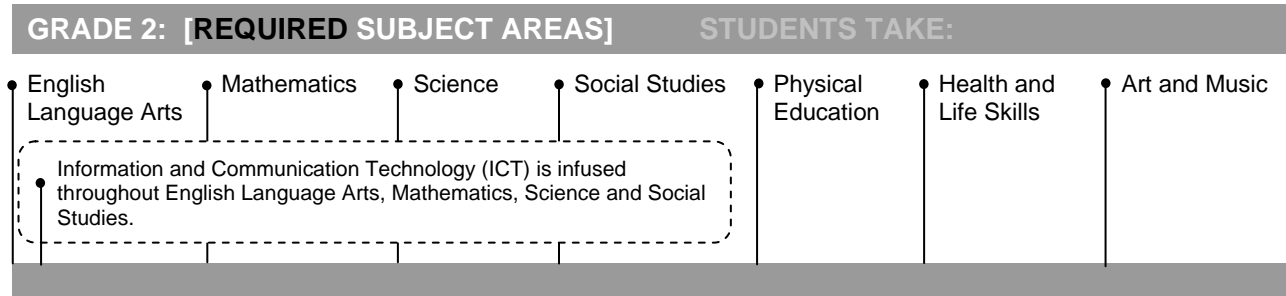 GRADE 2: [REQUIRED SUBJECT AREAS] STUDENTS TAKE:
English
Language Arts
Mathematics
Science
Social Studies
Physical
Education
Health and
Life Skills
Art and Music
Information and Communication Technology (ICT) is infused
throughout English Language Arts, Mathematics, Science and Social
Studies.